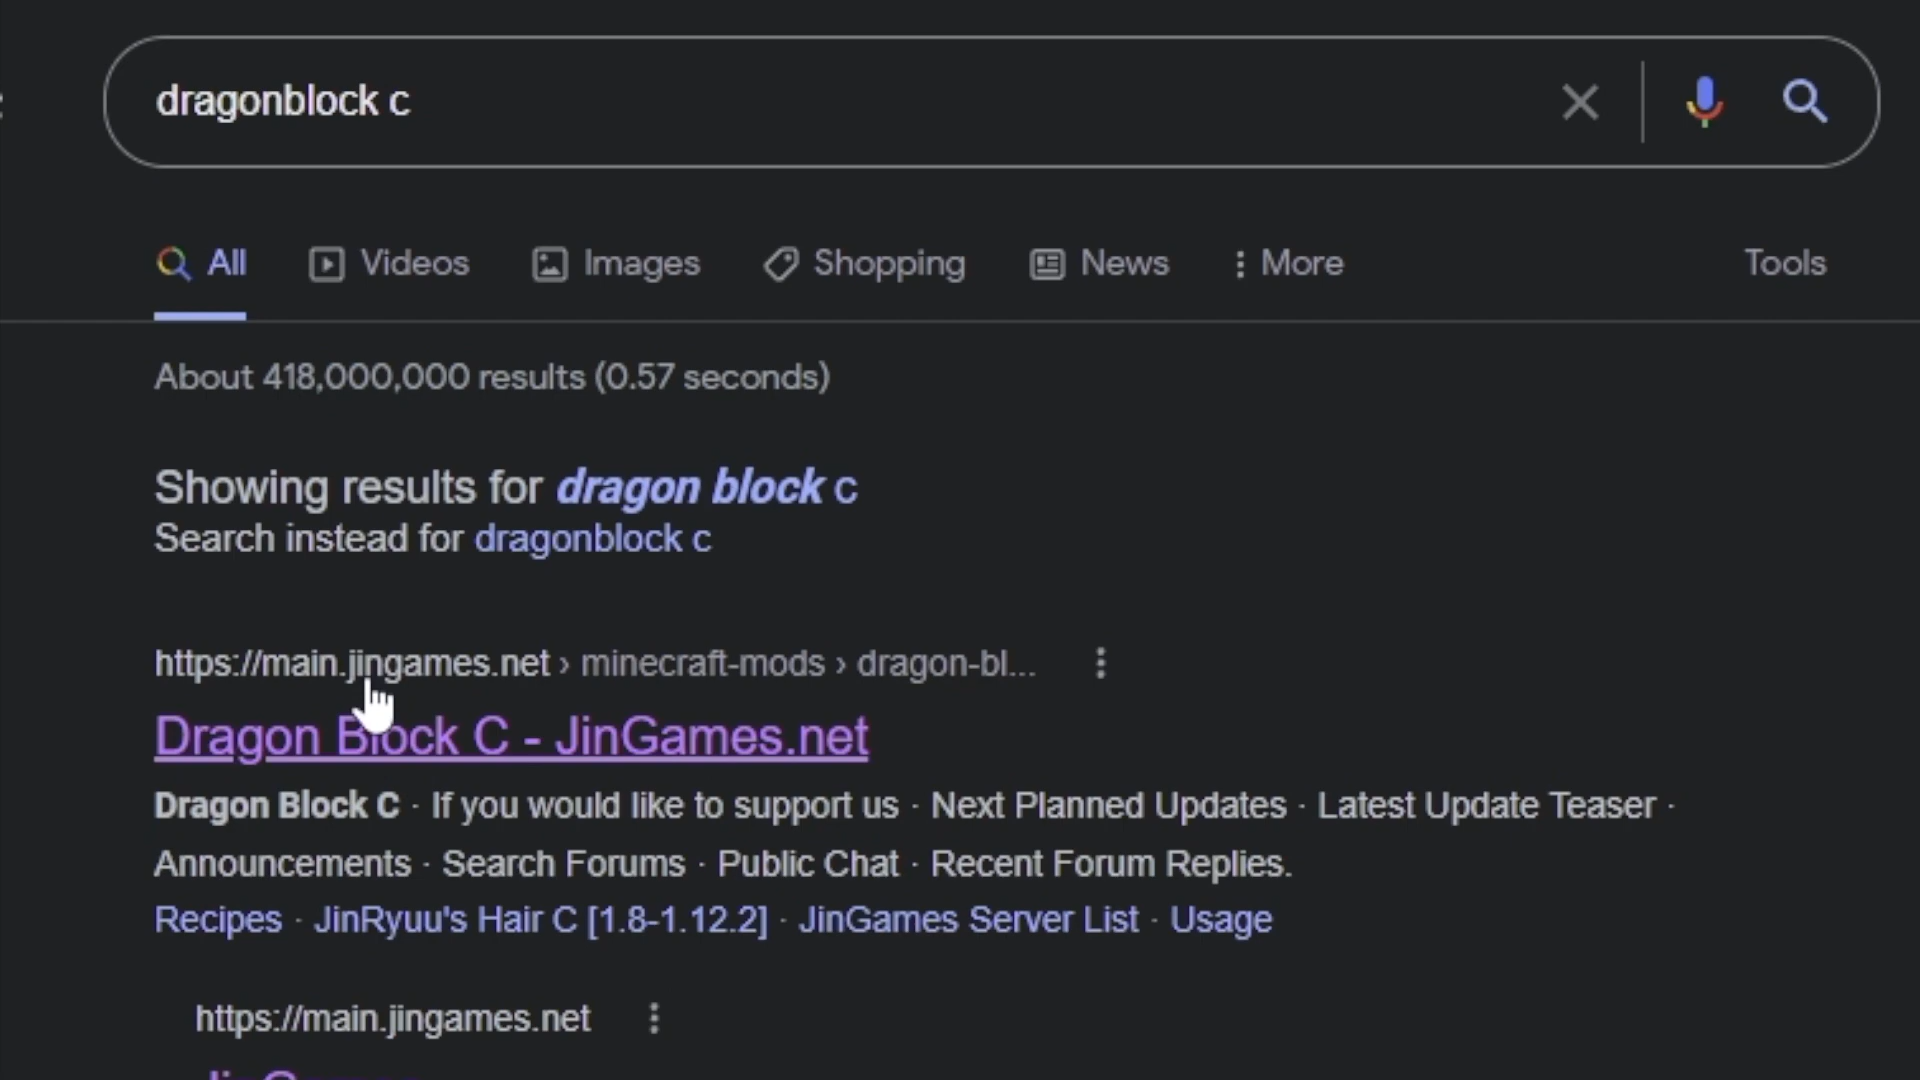 dragonblock c
All Videos Images Shopping News More Tools
About 418,000,000 results (0.57 seconds)
Showing results for dragon block c
Search instead for dragonblock c
https://main.jingames.net › minecraft-mods › dragon-bl...
Dragon Block C - JinGames.net
Dragon Block C · If you would like to support us · Next Planned Updates · Latest Update Teaser ·
Announcements · Search Forums · Public Chat · Recent Forum Replies.
Recipes · JinRyuu's Hair C [1.8-1.12.2] · JinGames Server List · Usage
https://main.jingames.net